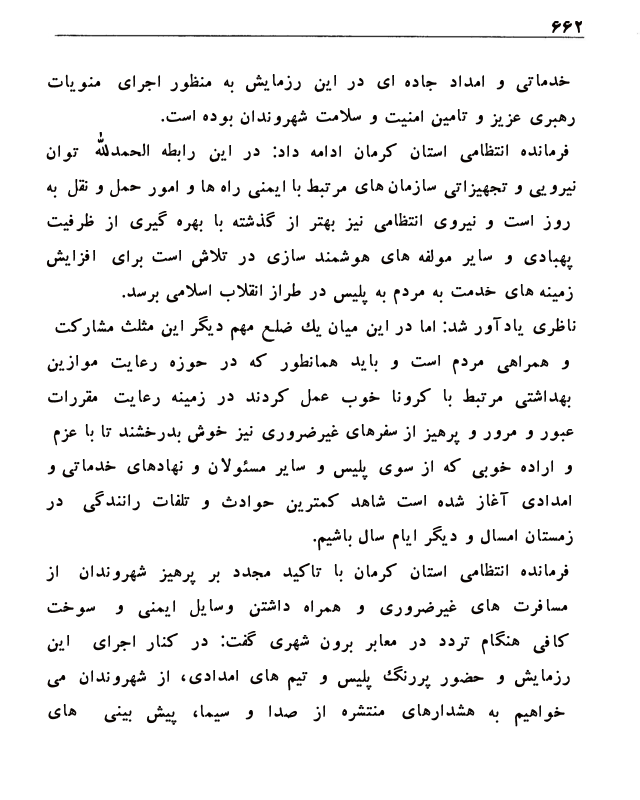 ۶۶۲
خدماتی و امداد جاده ای در این رزمایش به منظور اجرای منویات
رهبری عزیز و تامین امنیت و سلامت شهروندان بوده است.
فرمانده انتظامی استان کرمان ادامه داد: در این رابطه الحمدلله توان
نیرویی و تجهیزاتی سازمان های مرتبط با ایمنی راه ها و امور حمل و نقل به
روز است و نیروی انتظامی نیز بهتر از گذشته با بهره گیری از ظرفیت
پهبادی و سایر مولفه های هوشمند سازی در تلاش است برای افزایش
زمینه های خدمت به مردم به پلیس در طراز انقلاب اسلامی برسد.
ناظری یادآور شد: اما در این میان یك ضلع مهم دیگر این مثلث مشارکت
و همراهی مردم است و باید همانطور که در حوزه رعایت موازین
بهداشتی مرتبط با کرونا خوب عمل کردند در زمینه رعایت مقررات
عبور و مرور و پرهیز از سفرهای غیرضروری نیز خوش بدرخشند تا با عزم
و اراده خوبی که از سوی پلیس و سایر مسئولان و نهادهای خدماتی و
امدادی آغاز شده است شاهد کمترین حوادث و تلفات رانندگی در
زمستان امسال و دیگر ایام سال باشیم.
فرمانده انتظامی استان کرمان با تاکید مجدد بر پرهیز شهروندان از
مسافرت های غیرضروری و همراه داشتن وسایل ایمنی و سوخت
کافی هنگام تردد در معابر برون شهری گفت: در کنار اجرای این
رزمایش و حضور پررنگ پلیس و تیم های امدادی، از شهروندان می
خواهیم به هشدارهای منتشره از صدا و سیما، پیش بینی های